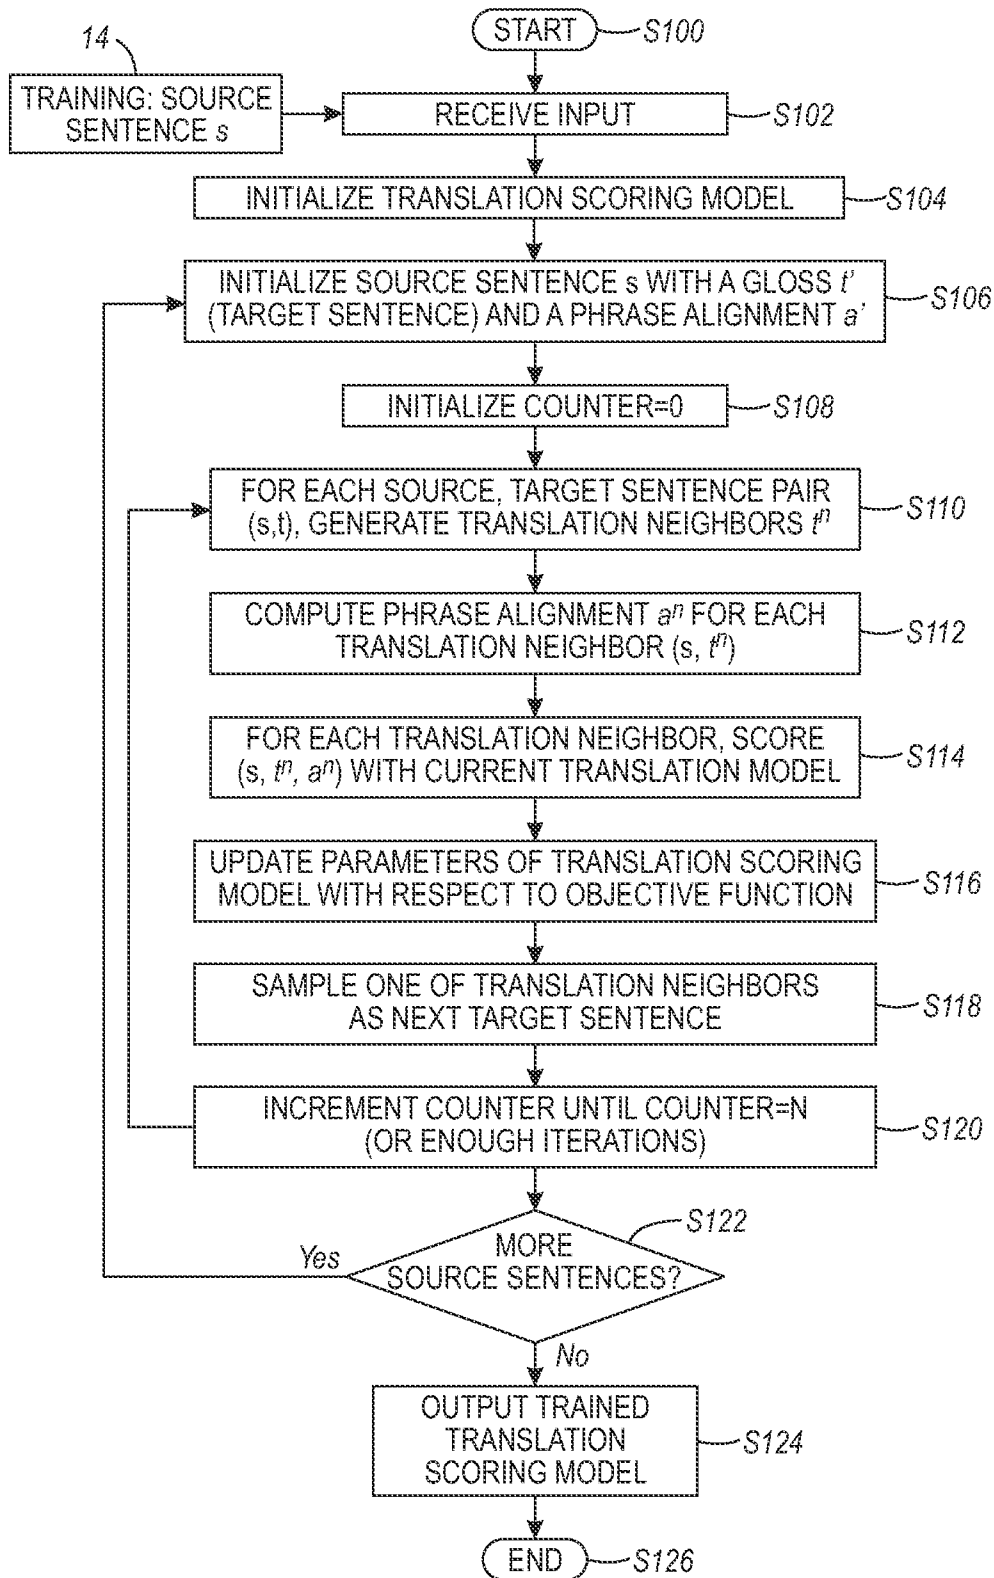 START
S100
14
TRAINING: SOURCE
SENTENCE s
RECEIVE INPUT
S102
INITIALIZE TRANSLATION SCORING MODEL
S104
INITIALIZE SOURCE SENTENCE s WITH A GLOSS t'
(TARGET SENTENCE) AND A PHRASE ALIGNMENT a'
S106
INITIALIZE COUNTER=0
S108
FOR EACH SOURCE, TARGET SENTENCE PAIR
(s,t), GENERATE TRANSLATION NEIGHBORS tⁿ
S110
COMPUTE PHRASE ALIGNMENT aⁿ FOR EACH
TRANSLATION NEIGHBOR (s, tⁿ)
S112
FOR EACH TRANSLATION NEIGHBOR, SCORE
(s, tⁿ, aⁿ) WITH CURRENT TRANSLATION MODEL
S114
UPDATE PARAMETERS OF TRANSLATION SCORING
MODEL WITH RESPECT TO OBJECTIVE FUNCTION
S116
SAMPLE ONE OF TRANSLATION NEIGHBORS
AS NEXT TARGET SENTENCE
S118
INCREMENT COUNTER UNTIL COUNTER=N
(OR ENOUGH ITERATIONS)
S120
MORE
SOURCE SENTENCES?
S122
Yes
No
OUTPUT TRAINED
TRANSLATION
SCORING MODEL
S124
END
S126